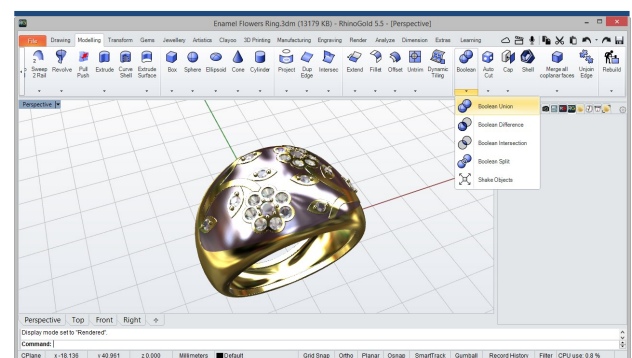 Enamel Flowers Ring.3dm (13179 KB) - RhinoGold 5.5 - [Perspective]
File Drawing Modelling Transform Gems Jewellery Artistics Clayoo 3D Printing Manufacturing Engraving Render Analyze Dimension Extras Learning
Sweep 2 Rail Revolve Pull Push Extrude Curve Shell Extrude Surface Box Sphere Ellipsoid Cone Cylinder Project Dup Edge Intersec Extend Fillet Offset Untrim Dynamic Tiling Boolean Auto Cut Cap Shell Merge all coplanar faces Unjoin Edge Rebuild
Perspective
Boolean Union
Boolean Difference
Boolean Intersection
Boolean Split
Shake Objects
Perspective Top Front Right
Display mode set to "Rendered".
Command:
CPlane x -18.136 y 40.961 z 0.000 Millimeters Default Grid Snap Ortho Planar Osnap SmartTrack Gumball Record History Filter CPU use: 0.8 %